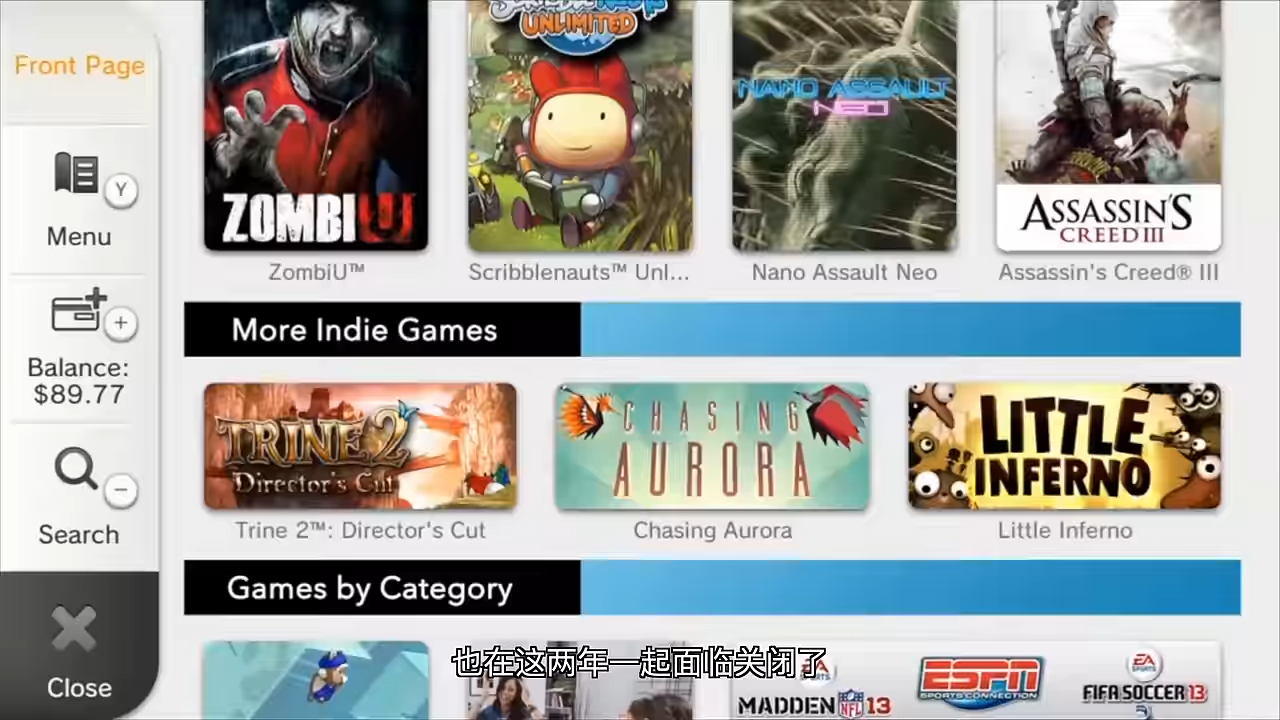 Front Page
Y
Menu
+
Balance:
$89.77
−
Search
Close
UNLIMITED
ZOMBIU
NANO ASSAULT
NEO
ASSASSIN'S
CREED III
ZombiU™
Scribblenauts™ Unl...
Nano Assault Neo
Assassin's Creed® III
More Indie Games
TRINE 2
Director's Cut
CHASING
AURORA
LITTLE
INFERNO
Trine 2™: Director's Cut
Chasing Aurora
Little Inferno
Games by Category
也在这两年一起面临关闭了
MADDEN NFL 13
ESPN
SPORTS CONNECTION
EA
SPORTS
FIFA SOCCER 13